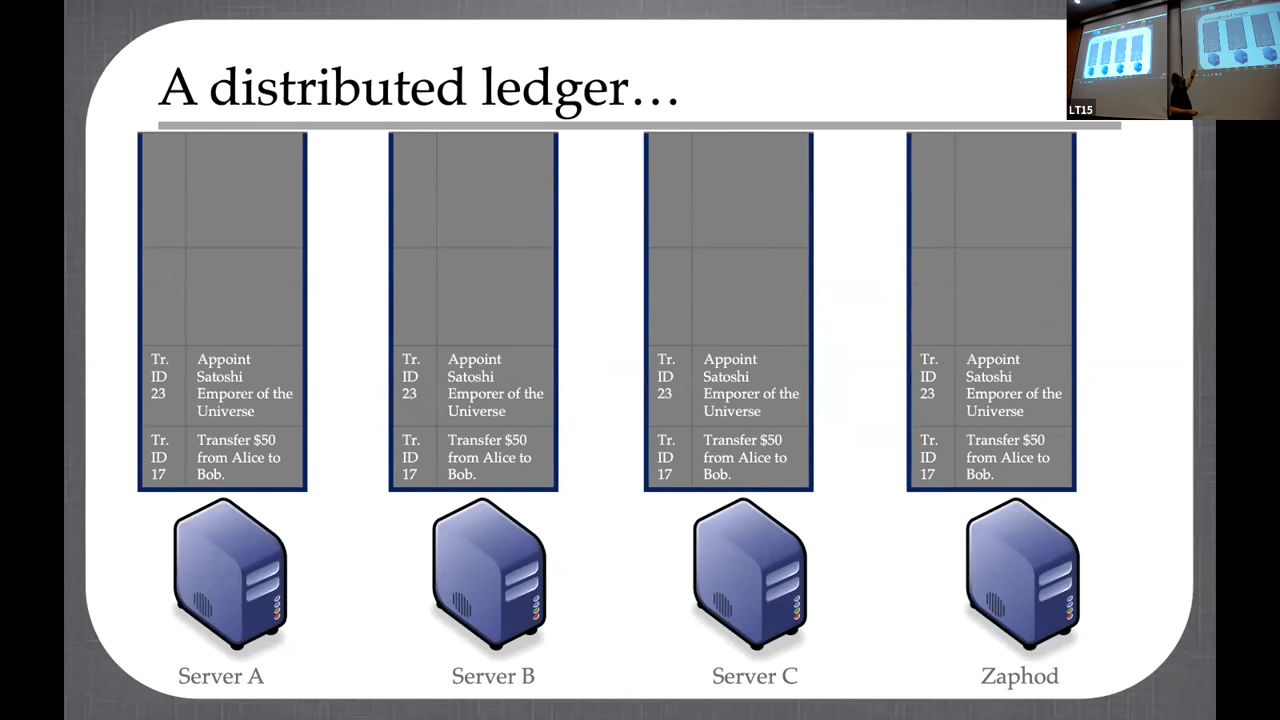 A distributed ledger…
LT15
Tr.
ID
23
Appoint
Satoshi
Emporer of the
Universe
Tr.
ID
17
Transfer $50
from Alice to
Bob.
Tr.
ID
23
Appoint
Satoshi
Emporer of the
Universe
Tr.
ID
17
Transfer $50
from Alice to
Bob.
Tr.
ID
23
Appoint
Satoshi
Emporer of the
Universe
Tr.
ID
17
Transfer $50
from Alice to
Bob.
Tr.
ID
23
Appoint
Satoshi
Emporer of the
Universe
Tr.
ID
17
Transfer $50
from Alice to
Bob.
Server A
Server B
Server C
Zaphod